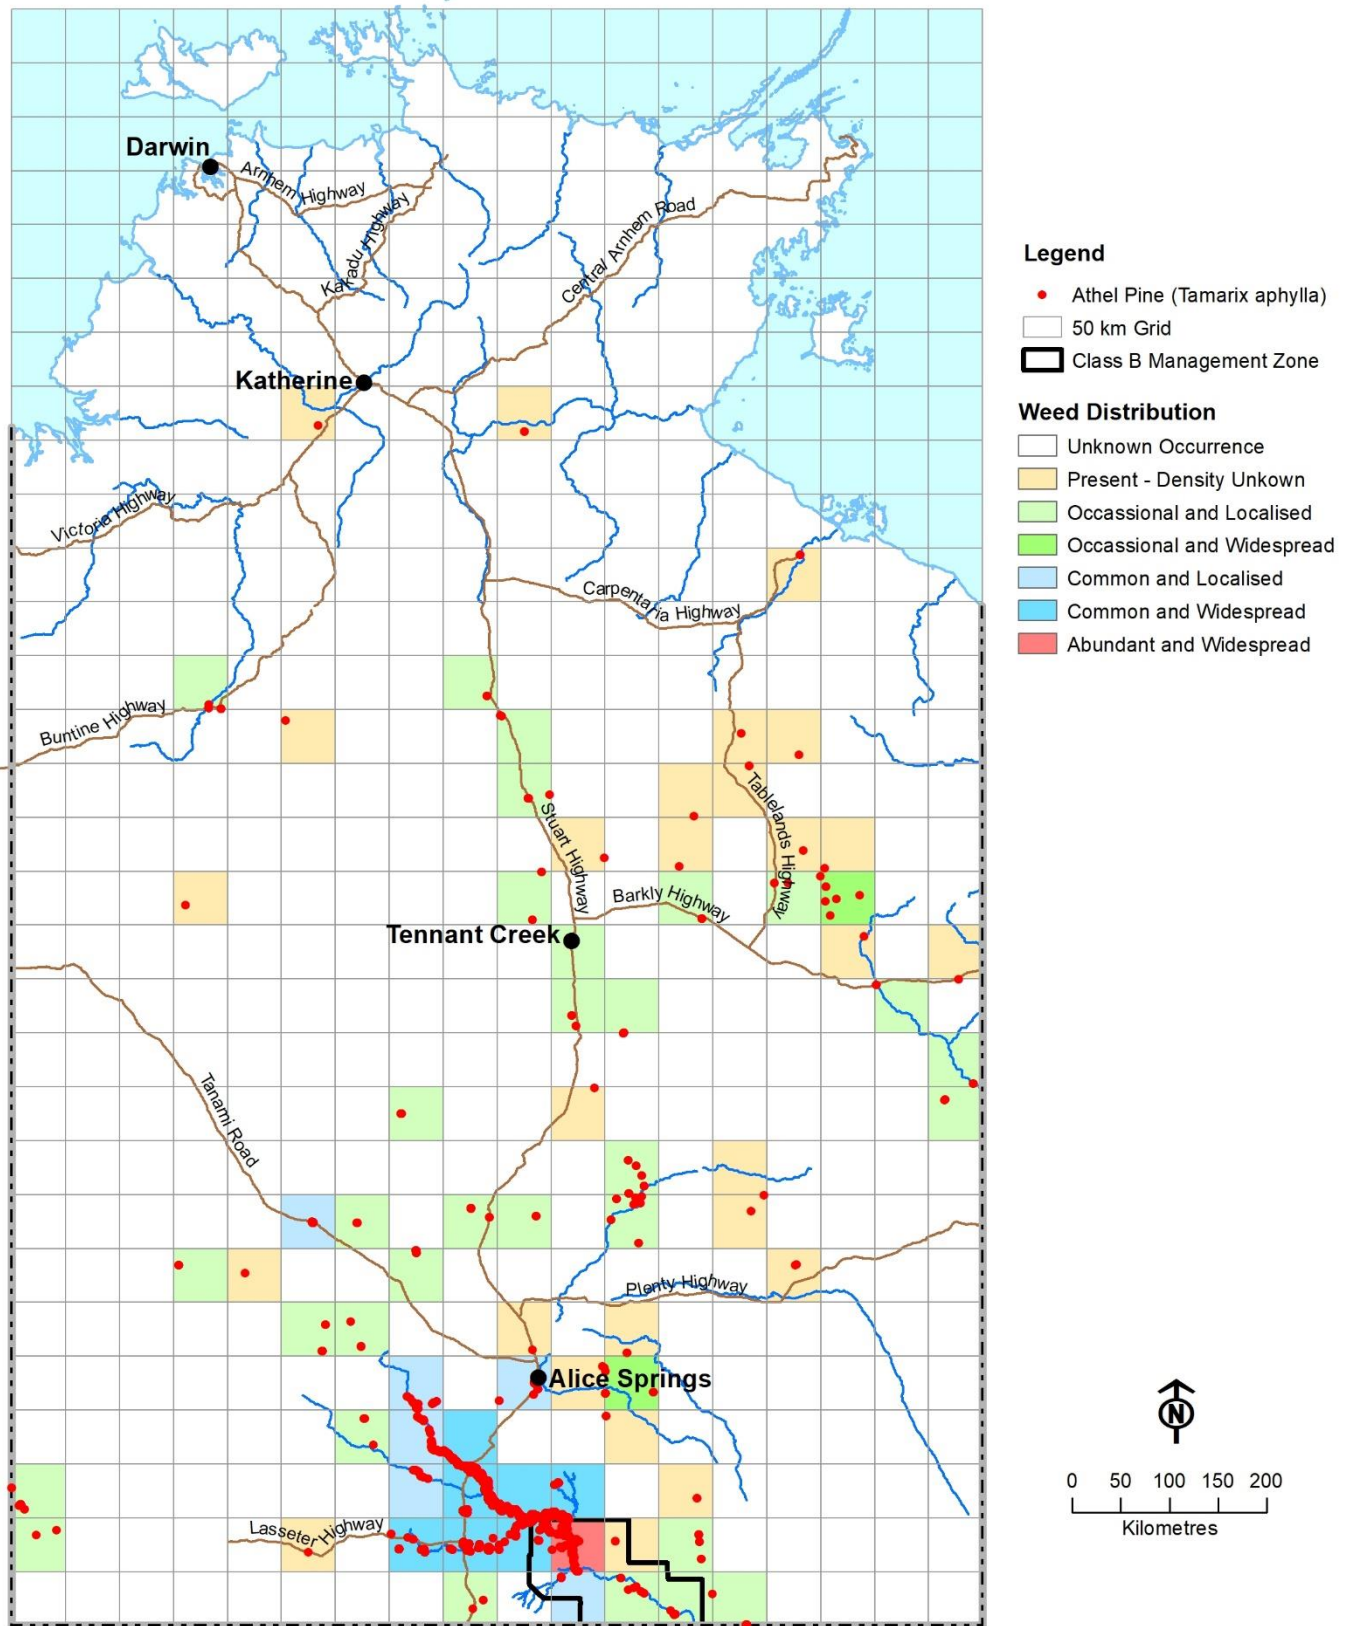 Darwin
Arnhem Highway
Kakadu Highway
Central Arnhem Road
Katherine
Victoria Highway
Carpentaria Highway
Buntine Highway
Tablelands Highway
Stuart Highway
Barkly Highway
Tennant Creek
Tanami Road
Plenty Highway
Alice Springs
Lasseter Highway
Legend
Athel Pine (Tamarix aphylla)
50 km Grid
Class B Management Zone
Weed Distribution
Unknown Occurrence
Present - Density Unkown
Occassional and Localised
Occassional and Widespread
Common and Localised
Common and Widespread
Abundant and Widespread
N
0 50 100 150 200
Kilometres